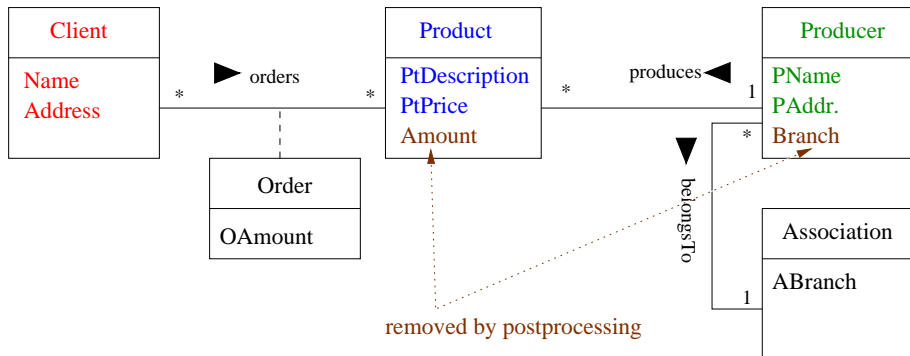 Client
Name
Address
*
orders
*
Order
OAmount
Product
PtDescription
PtPrice
Amount
*
produces
1
Producer
PName
PAddr.
Branch
*
belongsTo
1
Association
ABranch
removed by postprocessing